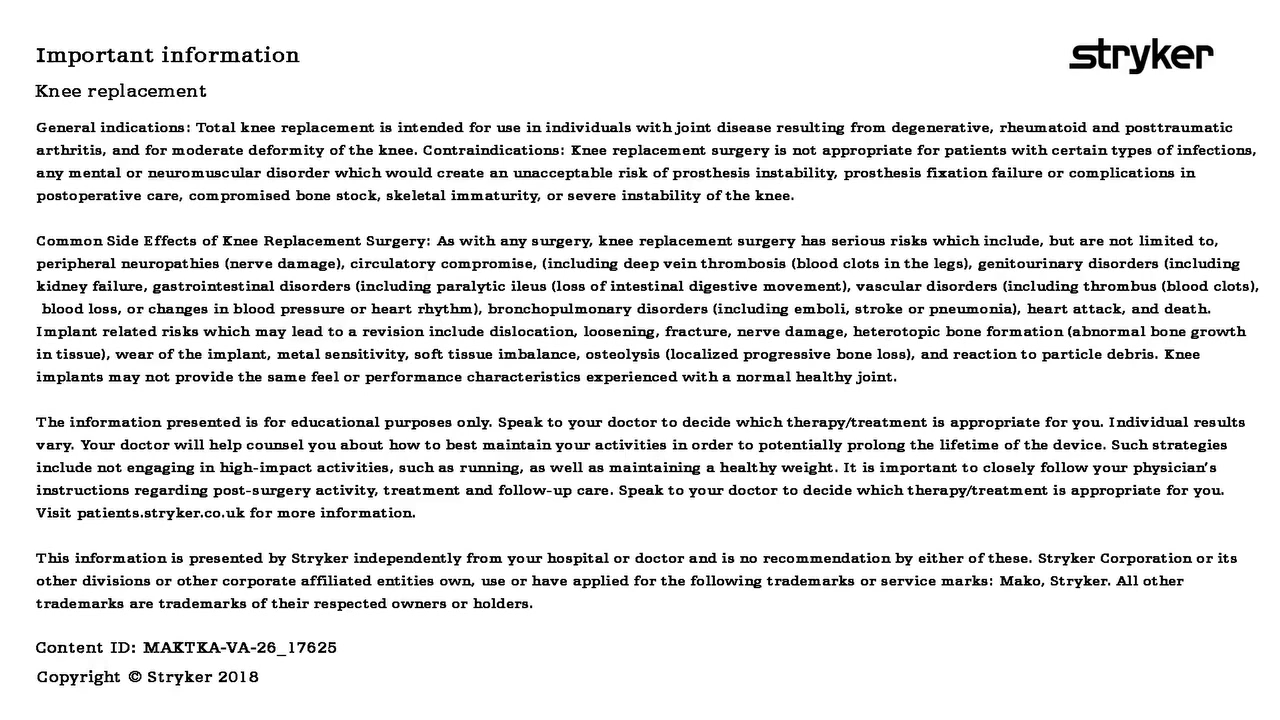 Important information
stryker
Knee replacement
General indications: Total knee replacement is intended for use in individuals with joint disease resulting from degenerative, rheumatoid and posttraumatic
arthritis, and for moderate deformity of the knee. Contraindications: Knee replacement surgery is not appropriate for patients with certain types of infections,
any mental or neuromuscular disorder which would create an unacceptable risk of prosthesis instability, prosthesis fixation failure or complications in
postoperative care, compromised bone stock, skeletal immaturity, or severe instability of the knee.
Common Side Effects of Knee Replacement Surgery: As with any surgery, knee replacement surgery has serious risks which include, but are not limited to,
peripheral neuropathies (nerve damage), circulatory compromise, (including deep vein thrombosis (blood clots in the legs), genitourinary disorders (including
kidney failure, gastrointestinal disorders (including paralytic ileus (loss of intestinal digestive movement), vascular disorders (including thrombus (blood clots),
blood loss, or changes in blood pressure or heart rhythm), bronchopulmonary disorders (including emboli, stroke or pneumonia), heart attack, and death.
Implant related risks which may lead to a revision include dislocation, loosening, fracture, nerve damage, heterotopic bone formation (abnormal bone growth
in tissue), wear of the implant, metal sensitivity, soft tissue imbalance, osteolysis (localized progressive bone loss), and reaction to particle debris. Knee
implants may not provide the same feel or performance characteristics experienced with a normal healthy joint.
The information presented is for educational purposes only. Speak to your doctor to decide which therapy/treatment is appropriate for you. Individual results
vary. Your doctor will help counsel you about how to best maintain your activities in order to potentially prolong the lifetime of the device. Such strategies
include not engaging in high-impact activities, such as running, as well as maintaining a healthy weight. It is important to closely follow your physician's
instructions regarding post-surgery activity, treatment and follow-up care. Speak to your doctor to decide which therapy/treatment is appropriate for you.
Visit patients.stryker.co.uk for more information.
This information is presented by Stryker independently from your hospital or doctor and is no recommendation by either of these. Stryker Corporation or its
other divisions or other corporate affiliated entities own, use or have applied for the following trademarks or service marks: Mako, Stryker. All other
trademarks are trademarks of their respected owners or holders.
Content ID: MAKTKA-VA-26_17625
Copyright © Stryker 2018